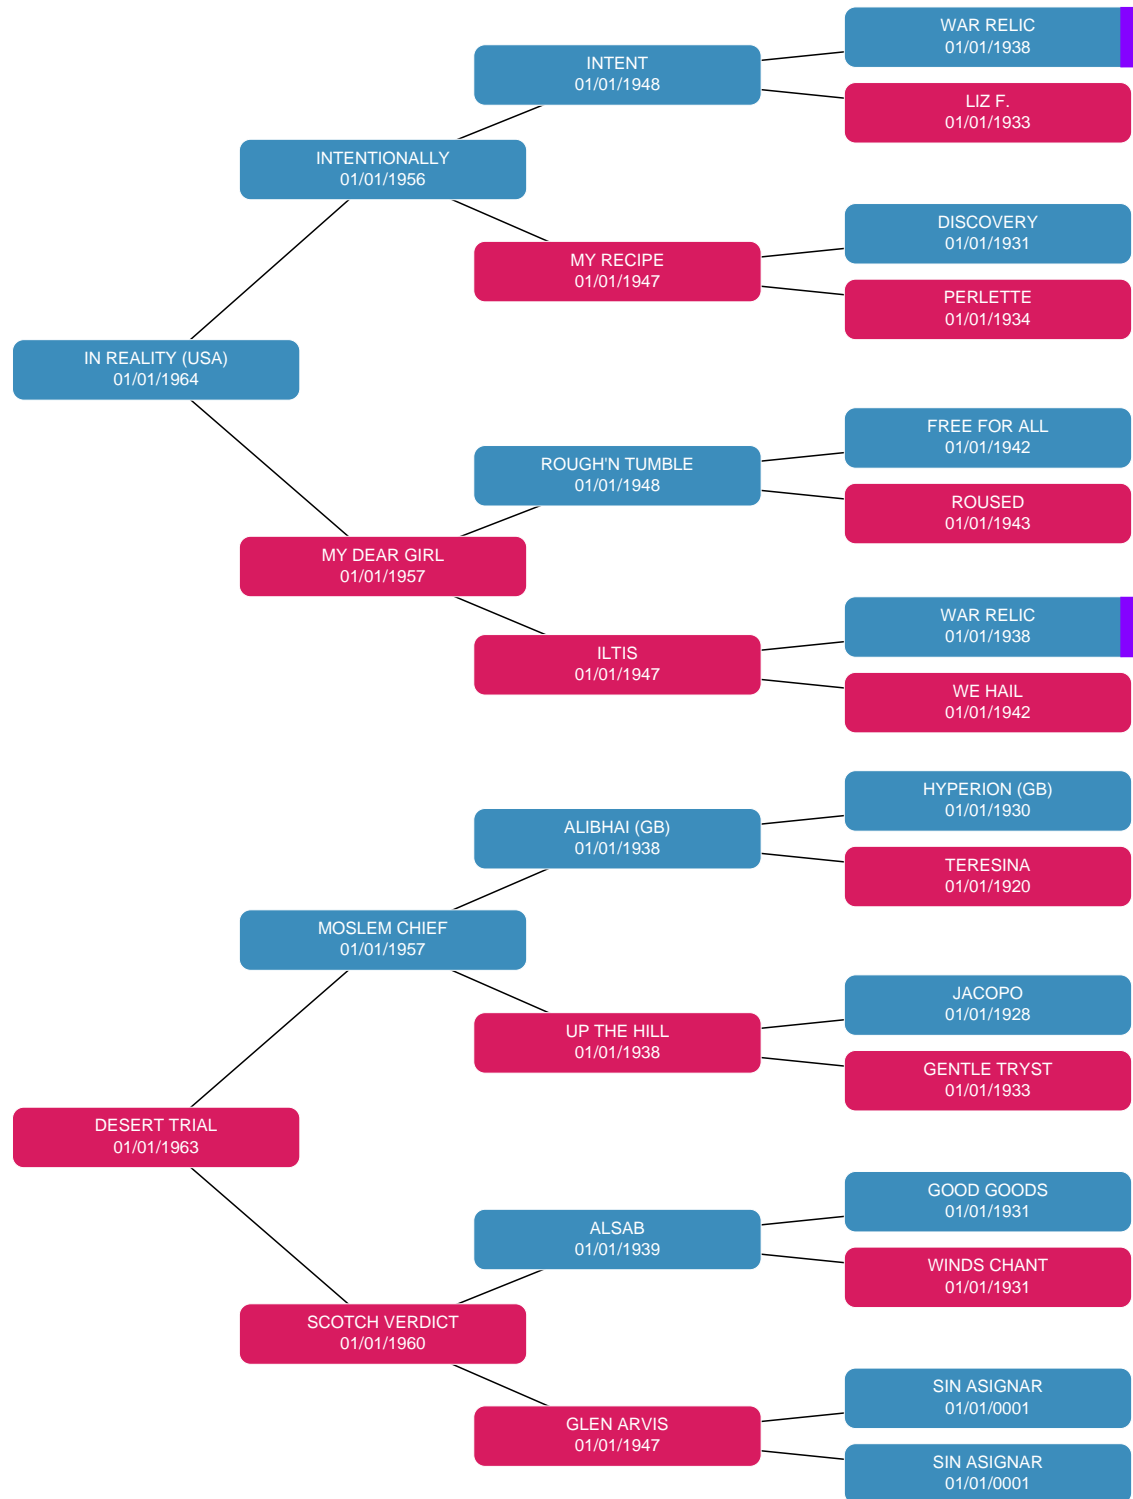 WAR RELIC
01/01/1938
INTENT
01/01/1948
LIZ F.
01/01/1933
INTENTIONALLY
01/01/1956
DISCOVERY
01/01/1931
MY RECIPE
01/01/1947
PERLETTE
01/01/1934
IN REALITY (USA)
01/01/1964
FREE FOR ALL
01/01/1942
ROUGH'N TUMBLE
01/01/1948
ROUSED
01/01/1943
MY DEAR GIRL
01/01/1957
WAR RELIC
01/01/1938
ILTIS
01/01/1947
WE HAIL
01/01/1942
HYPERION (GB)
01/01/1930
ALIBHAI (GB)
01/01/1938
TERESINA
01/01/1920
MOSLEM CHIEF
01/01/1957
JACOPO
01/01/1928
UP THE HILL
01/01/1938
GENTLE TRYST
01/01/1933
DESERT TRIAL
01/01/1963
GOOD GOODS
01/01/1931
ALSAB
01/01/1939
WINDS CHANT
01/01/1931
SCOTCH VERDICT
01/01/1960
SIN ASIGNAR
01/01/0001
GLEN ARVIS
01/01/1947
SIN ASIGNAR
01/01/0001